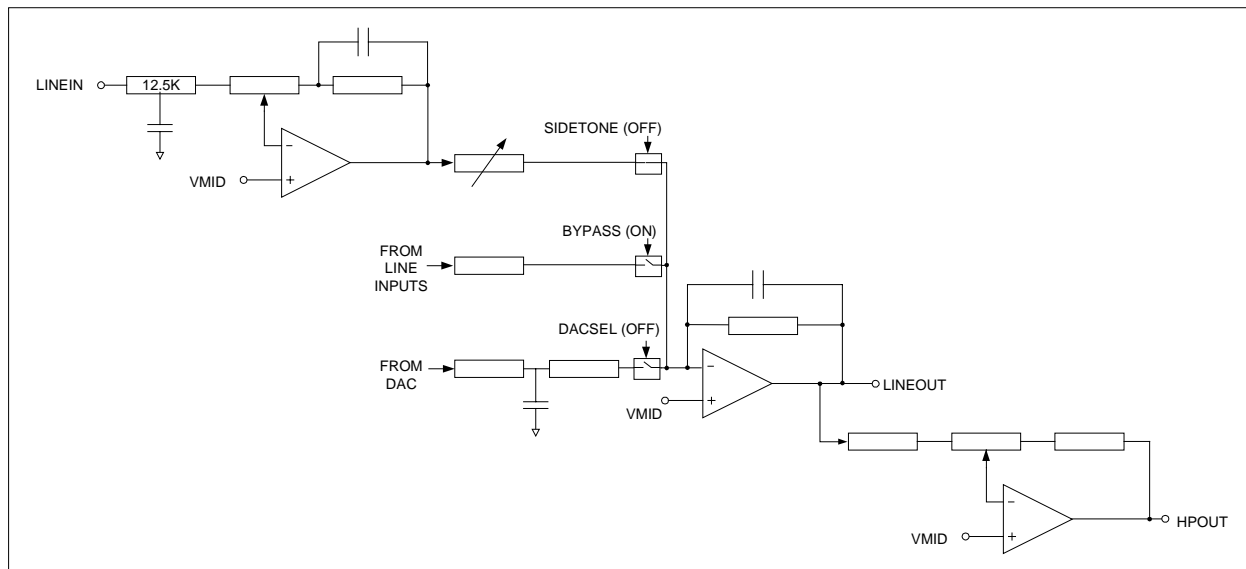 LINEIN
12.5K
−
+
VMID
SIDETONE (OFF)
BYPASS (ON)
FROM
LINE
INPUTS
DACSEL (OFF)
FROM
DAC
−
+
VMID
LINEOUT
−
+
VMID
HPOUT